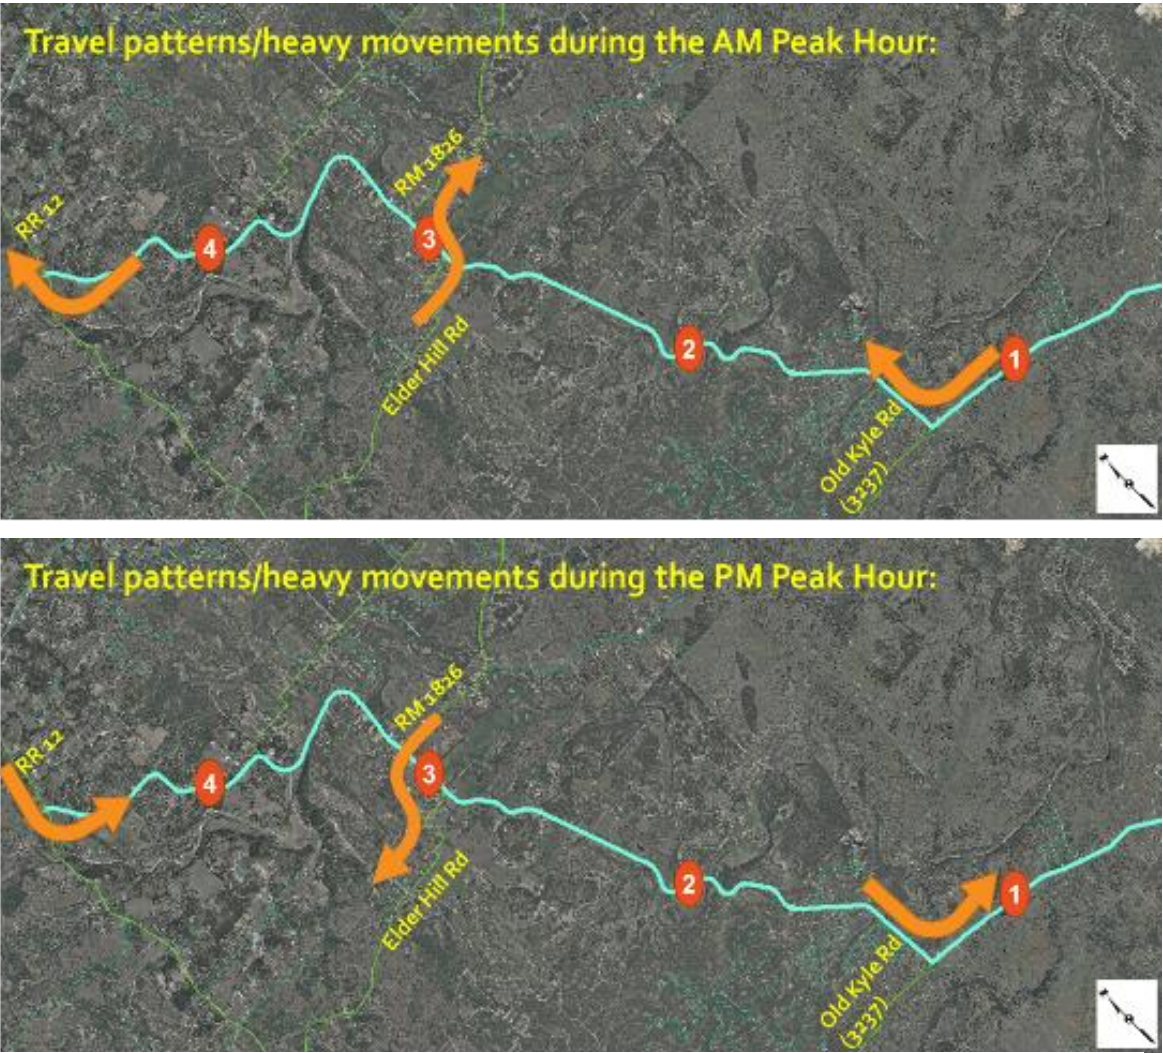 Travel patterns/heavy movements during the AM Peak Hour:
RM 1826
RR 12
3
4
2
1
Elder Hill Rd
Old Kyle Rd
(3237)
Travel patterns/heavy movements during the PM Peak Hour:
RM 1826
RR 12
3
4
2
1
Elder Hill Rd
Old Kyle Rd
(3237)